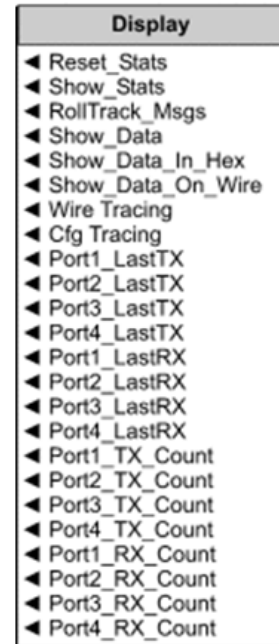 Display
Reset_Stats
Show_Stats
RollTrack_Msgs
Show_Data
Show_Data_In_Hex
Show_Data_On_Wire
Wire Tracing
Cfg Tracing
Port1_LastTX
Port2_LastTX
Port3_LastTX
Port4_LastTX
Port1_LastRX
Port2_LastRX
Port3_LastRX
Port4_LastRX
Port1_TX_Count
Port2_TX_Count
Port3_TX_Count
Port4_TX_Count
Port1_RX_Count
Port2_RX_Count
Port3_RX_Count
Port4_RX_Count